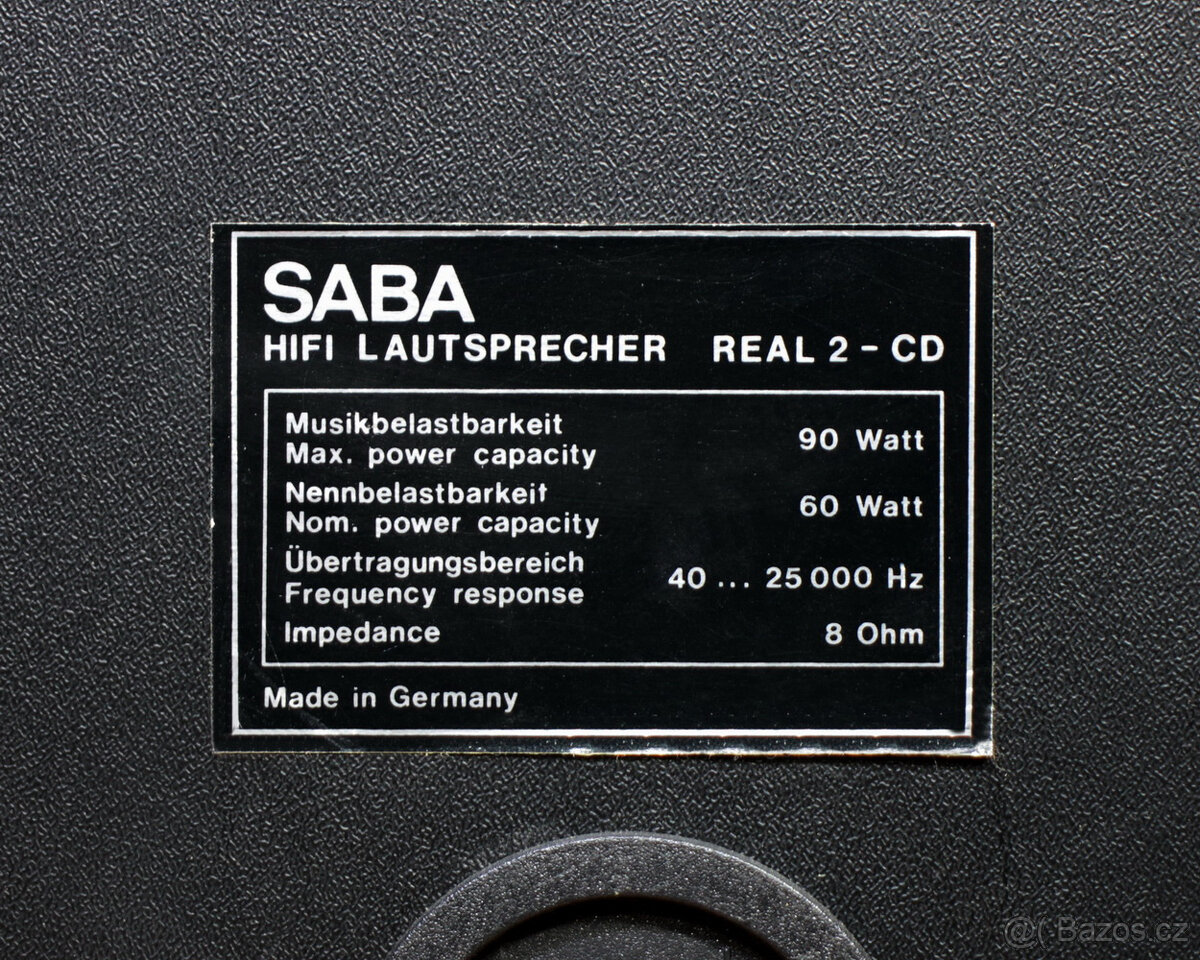 SABA
HIFI LAUTSPRECHER REAL 2 - CD
Musikbelastbarkeit
Max. power capacity 90 Watt
Nennbelastbarkeit
Nom. power capacity 60 Watt
Übertragungsbereich
Frequency response 40 ... 25 000 Hz
Impedance 8 Ohm
Made in Germany
@( Bazos.cz